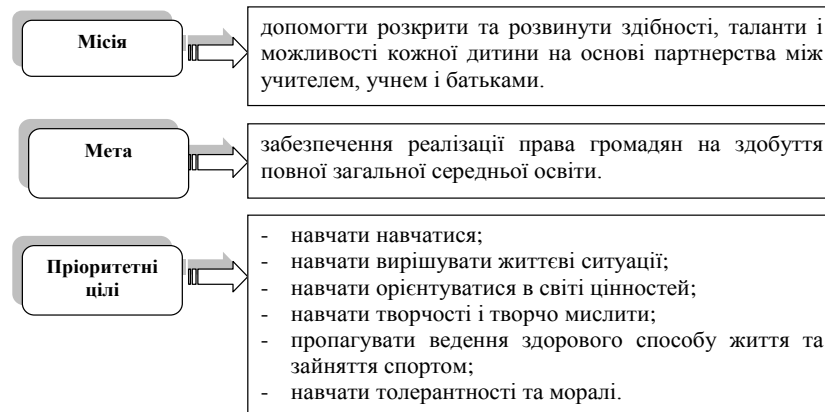 Місія
допомогти розкрити та розвинути здібності, таланти і
можливості кожної дитини на основі партнерства між
учителем, учнем і батьками.
Мета
забезпечення реалізації права громадян на здобуття
повної загальної середньої освіти.
Пріоритетні
цілі
- навчати навчатися;
- навчати вирішувати життєві ситуації;
- навчати орієнтуватися в світі цінностей;
- навчати творчості і творчо мислити;
- пропагувати ведення здорового способу життя та
зайняття спортом;
- навчати толерантності та моралі.